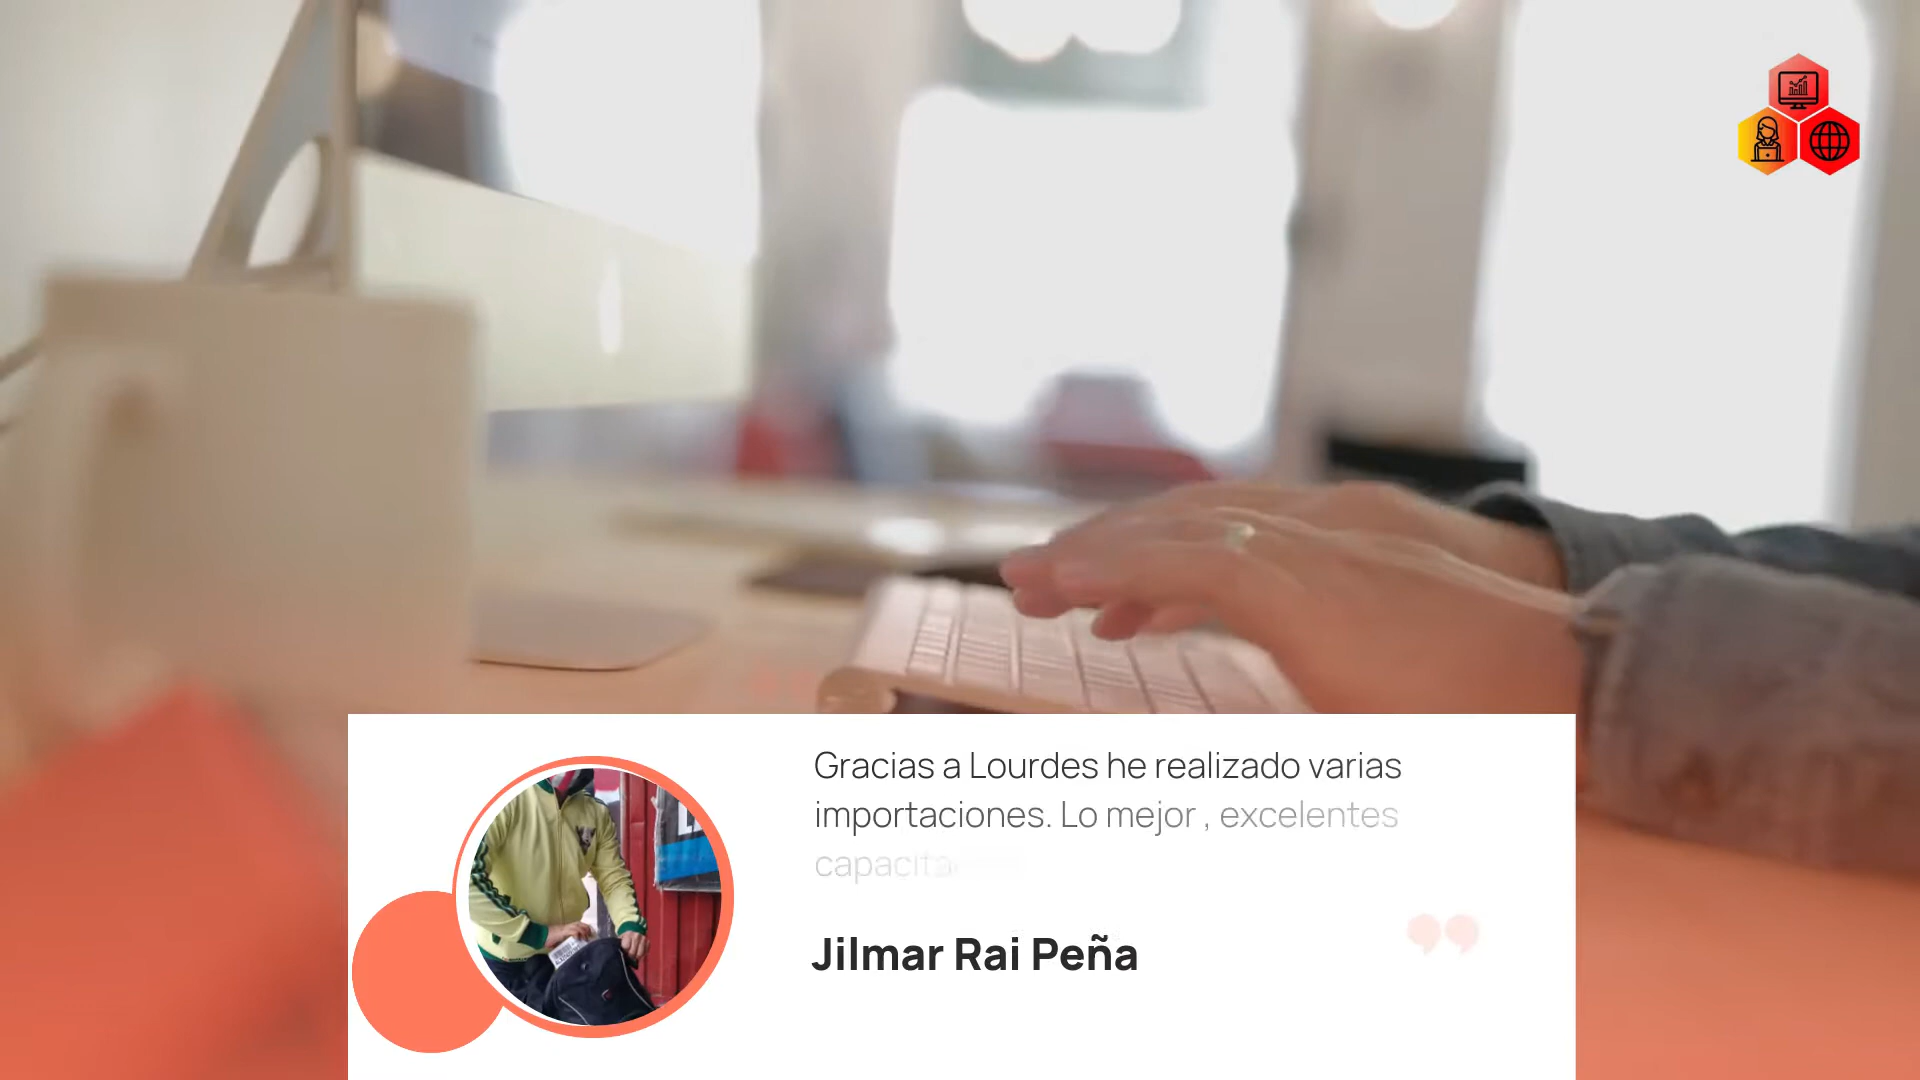 Gracias a Lourdes he realizado varias
importaciones. Lo mejor , excelentes
Jilmar Rai Peña